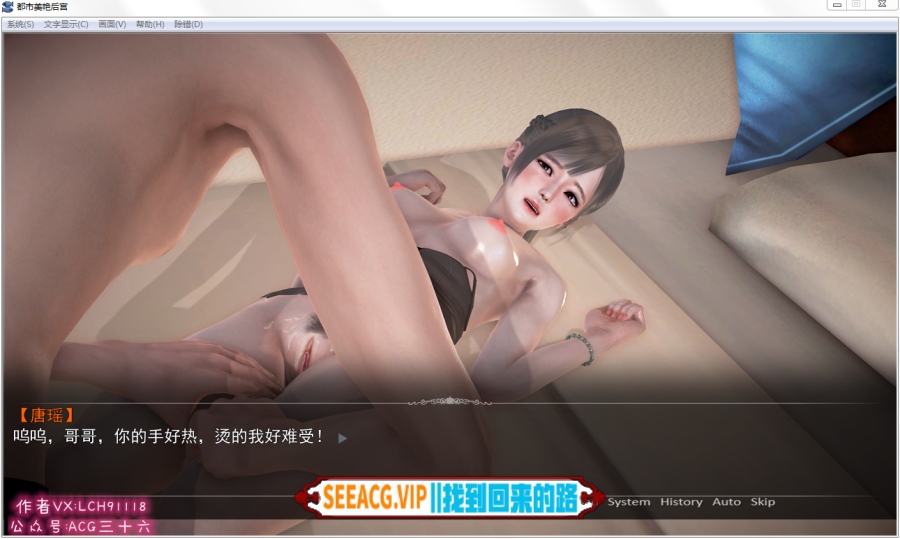 都市美艳后宫
系统(S) 文字显示(C) 画面(V) 帮助(H) 除错(D)
【唐瑶】
呜呜，哥哥，你的手好热，烫的我好难受！
SEEACG.VIP||找到回来的路
System History Auto Skip
作者VX:LCH91118
公众号:ACG三十六